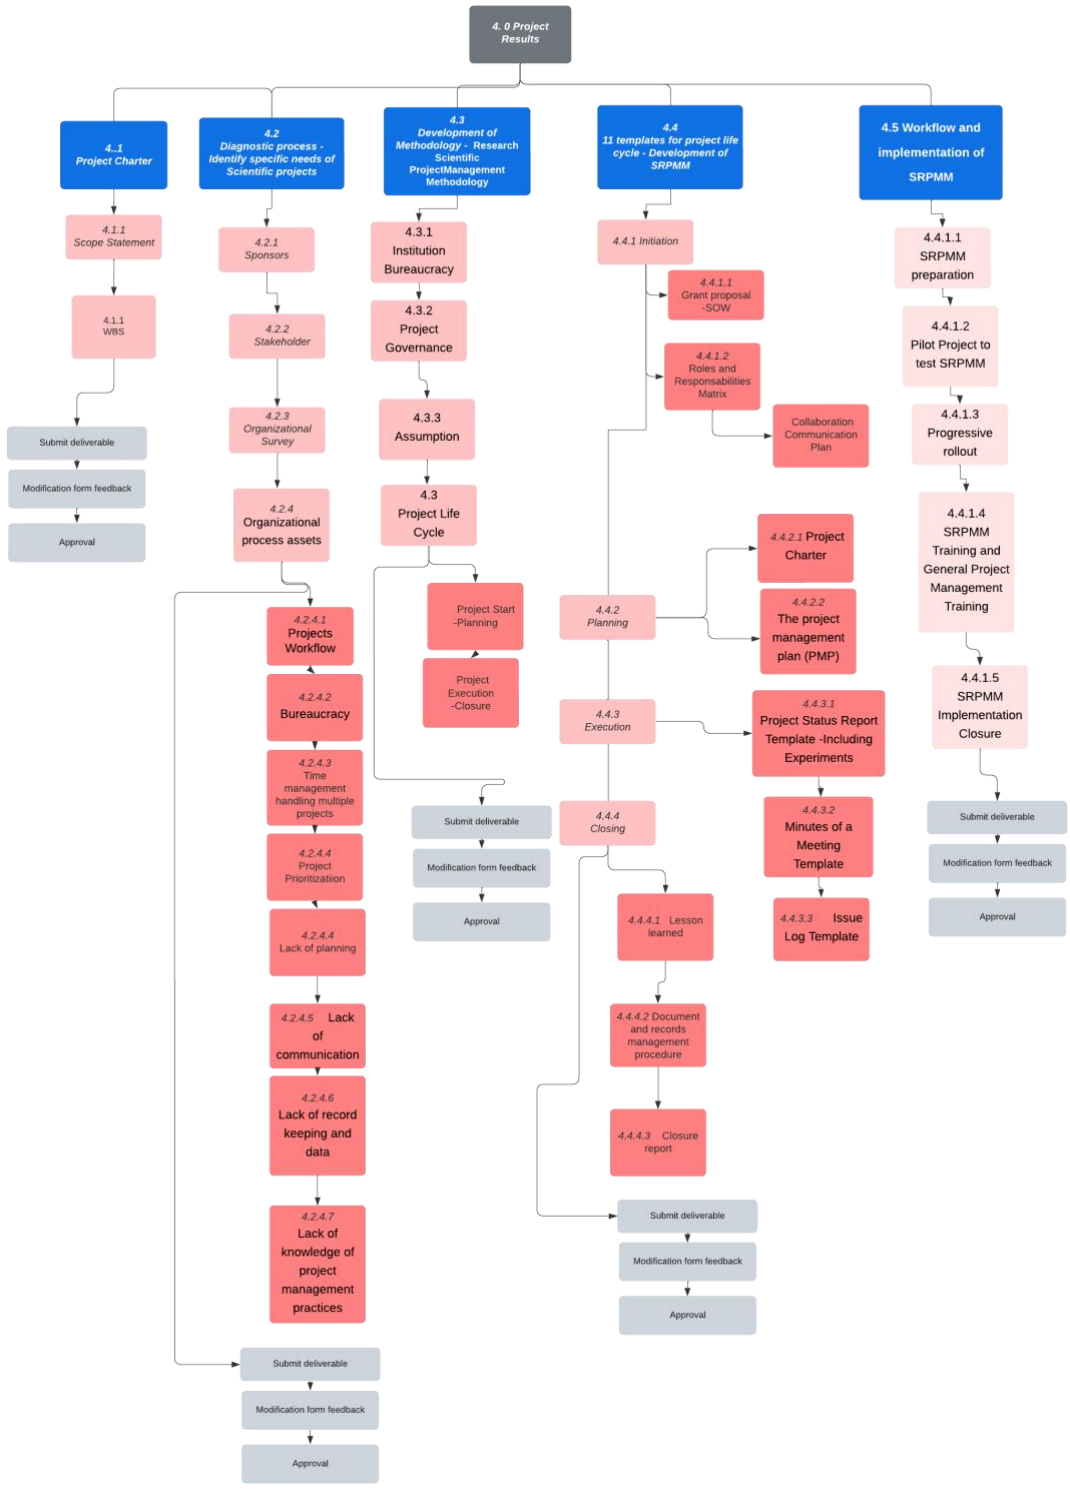 4. 0 Project
Results
4..1
Project Charter
4.1.1
Scope Statement
4.1.1
WBS
Submit deliverable
Modification form feedback
Approval
4.2
Diagnostic process -
Identify specific needs of
Scientific projects
4.2.1
Sponsors
4.2.2
Stakeholder
4.2.3
Organizational
Survey
4.2.4
Organizational
process assets
4.2.4.1
Projects
Workflow
4.2.4.2
Bureaucracy
4.2.4.3
Time
management
handling multiple
projects
4.2.4.4
Project
Prioritizatiion
4.2.4.4
Lack of planning
4.2.4.5 Lack
of
communication
4.2.4.6
Lack of record
keeping and
data
4.2.4.7
Lack of
knowledge of
project
management
practices
Submit deliverable
Modification form feedback
Approval
4.3
Development of
Methodology - Research
Scientific
ProjectManagement
Methodology
4.3.1
Institution
Bureaucracy
4.3.2
Project
Governance
4.3.3
Assumption
4.3
Project Life
Cycle
Project Start
-Planning
Project
Execution
-Closure
Submit deliverable
Modification form feedback
Approval
4.4
11 templates for project life
cycle - Development of
SRPMM
4.4.1 Initiation
4.4.1.1
Grant proposal
-SOW
4.4.1.2
Roles and
Responsabilities
Matrix
Collaboration
Communication
Plan
4.4.2
Planning
4.4.2.1 Project
Charter
4.4.2.2
The project
management
plan (PMP)
4.4.3
Execution
4.4.3.1
Project Status Report
Template -Including
Experiments
4.4.3.2
Minutes of a
Meeting
Template
4.4.3.3 Issue
Log Template
4.4.4
Closing
4.4.4.1 Lesson
learned
4.4.4.2 Document
and records
management
procedure
4.4.4.3 Closure
report
Submit deliverable
Modification form feedback
Approval
4.5 Workflow and
implementation of
SRPMM
4.4.1.1
SRPMM
preparation
4.4.1.2
Pilot Project to
test SRPMM
4.4.1.3
Progressive
rollout
4.4.1.4
SRPMM
Training and
General Project
Management
Training
4.4.1.5
SRPMM
Implementation
Closure
Submit deliverable
Modification form feedback
Approval